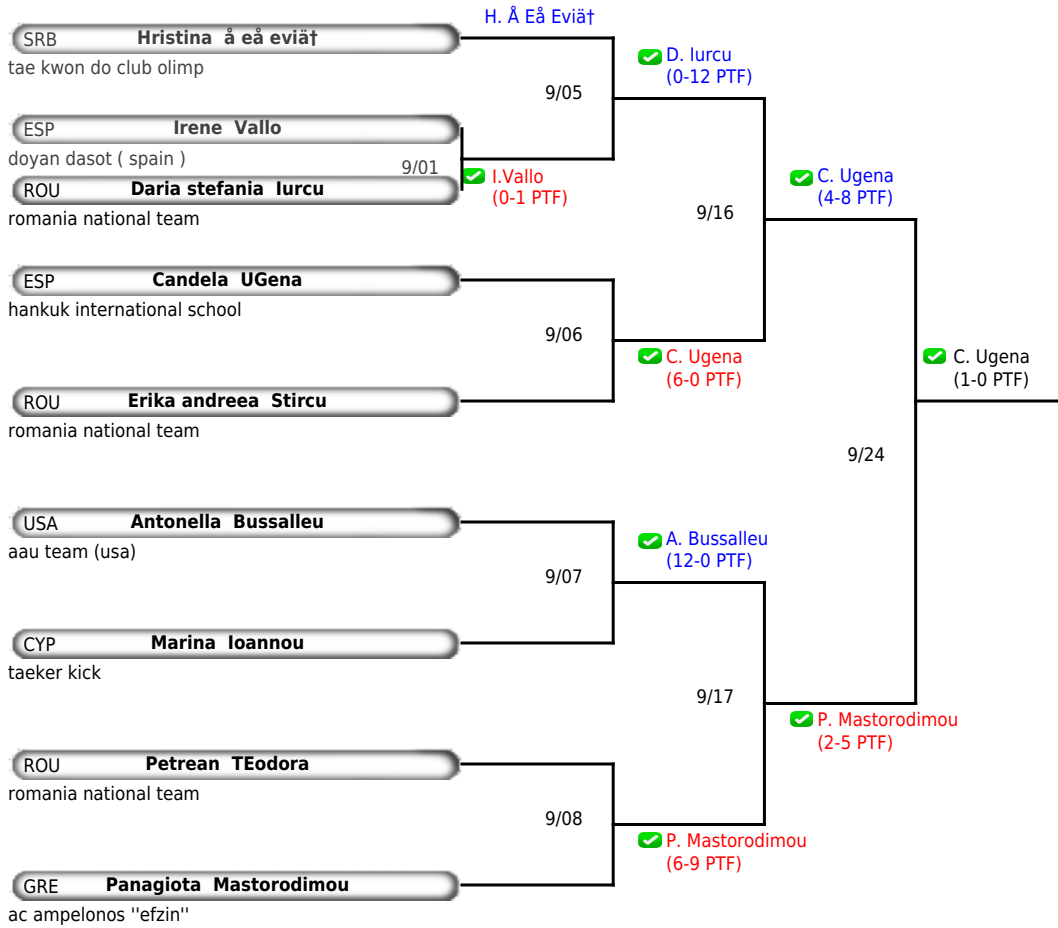 H. Å Eå Eviä†
SRB Hristina å eå eviä†
tae kwon do club olimp
D. Iurcu
(0-12 PTF)
9/05
ESP Irene Vallo
doyan dasot ( spain )
9/01
I.Vallo
(0-1 PTF)
C. Ugena
(4-8 PTF)
ROU Daria stefania Iurcu
romania national team
9/16
ESP Candela UGena
hankuk international school
9/06
C. Ugena
(6-0 PTF)
C. Ugena
(1-0 PTF)
ROU Erika andreea Stircu
romania national team
9/24
USA Antonella Bussalleu
aau team (usa)
A. Bussalleu
(12-0 PTF)
9/07
CYP Marina Ioannou
taeker kick
9/17
P. Mastorodimou
(2-5 PTF)
ROU Petrean TEodora
romania national team
9/08
P. Mastorodimou
(6-9 PTF)
GRE Panagiota Mastorodimou
ac ampelonos ''efzin''